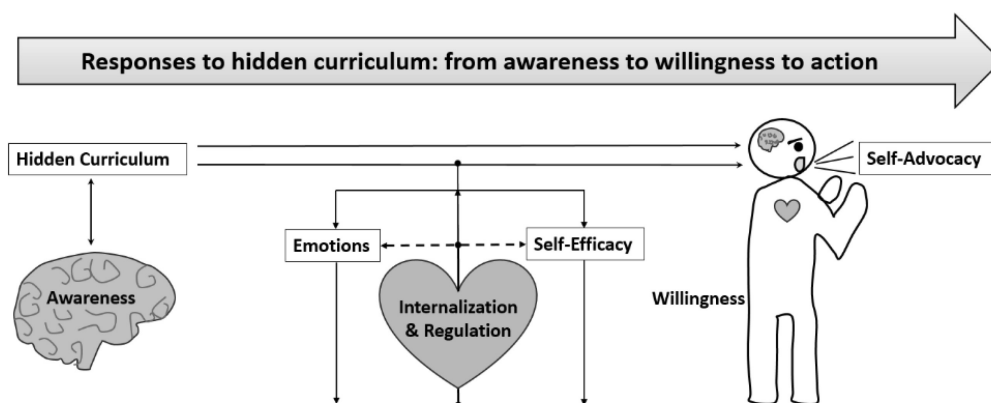 Responses to hidden curriculum: from awareness to willingness to action
Hidden Curriculum
Self-Advocacy
Emotions
Self-Efficacy
Awareness
Internalization
& Regulation
Willingness